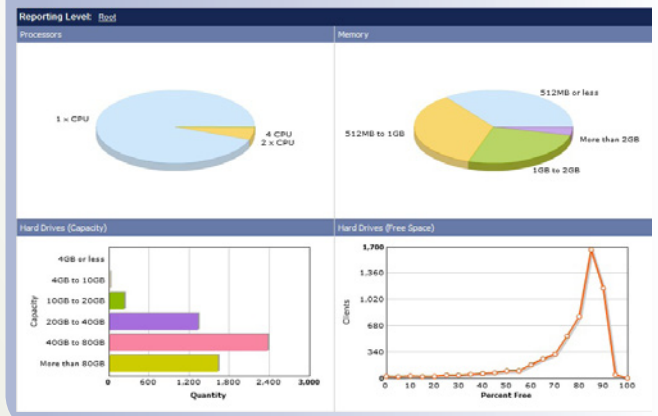 Reporting Level: Root
Processors
1 x CPU
4 CPU
2 x CPU
Memory
512MB or less
512MB to 1GB
More than 2GB
1GB to 2GB
Hard Drives (Capacity)
4GB or less
4GB to 10GB
10GB to 20GB
20GB to 40GB
40GB to 80GB
More than 80GB
Capacity
0 600 1,200 1,800 2,400 3,000
Quantity
Hard Drives (Free Space)
1,700
1,360
1,020
680
340
0
Clients
0 10 20 30 40 50 60 70 80 90 100
Percent Free